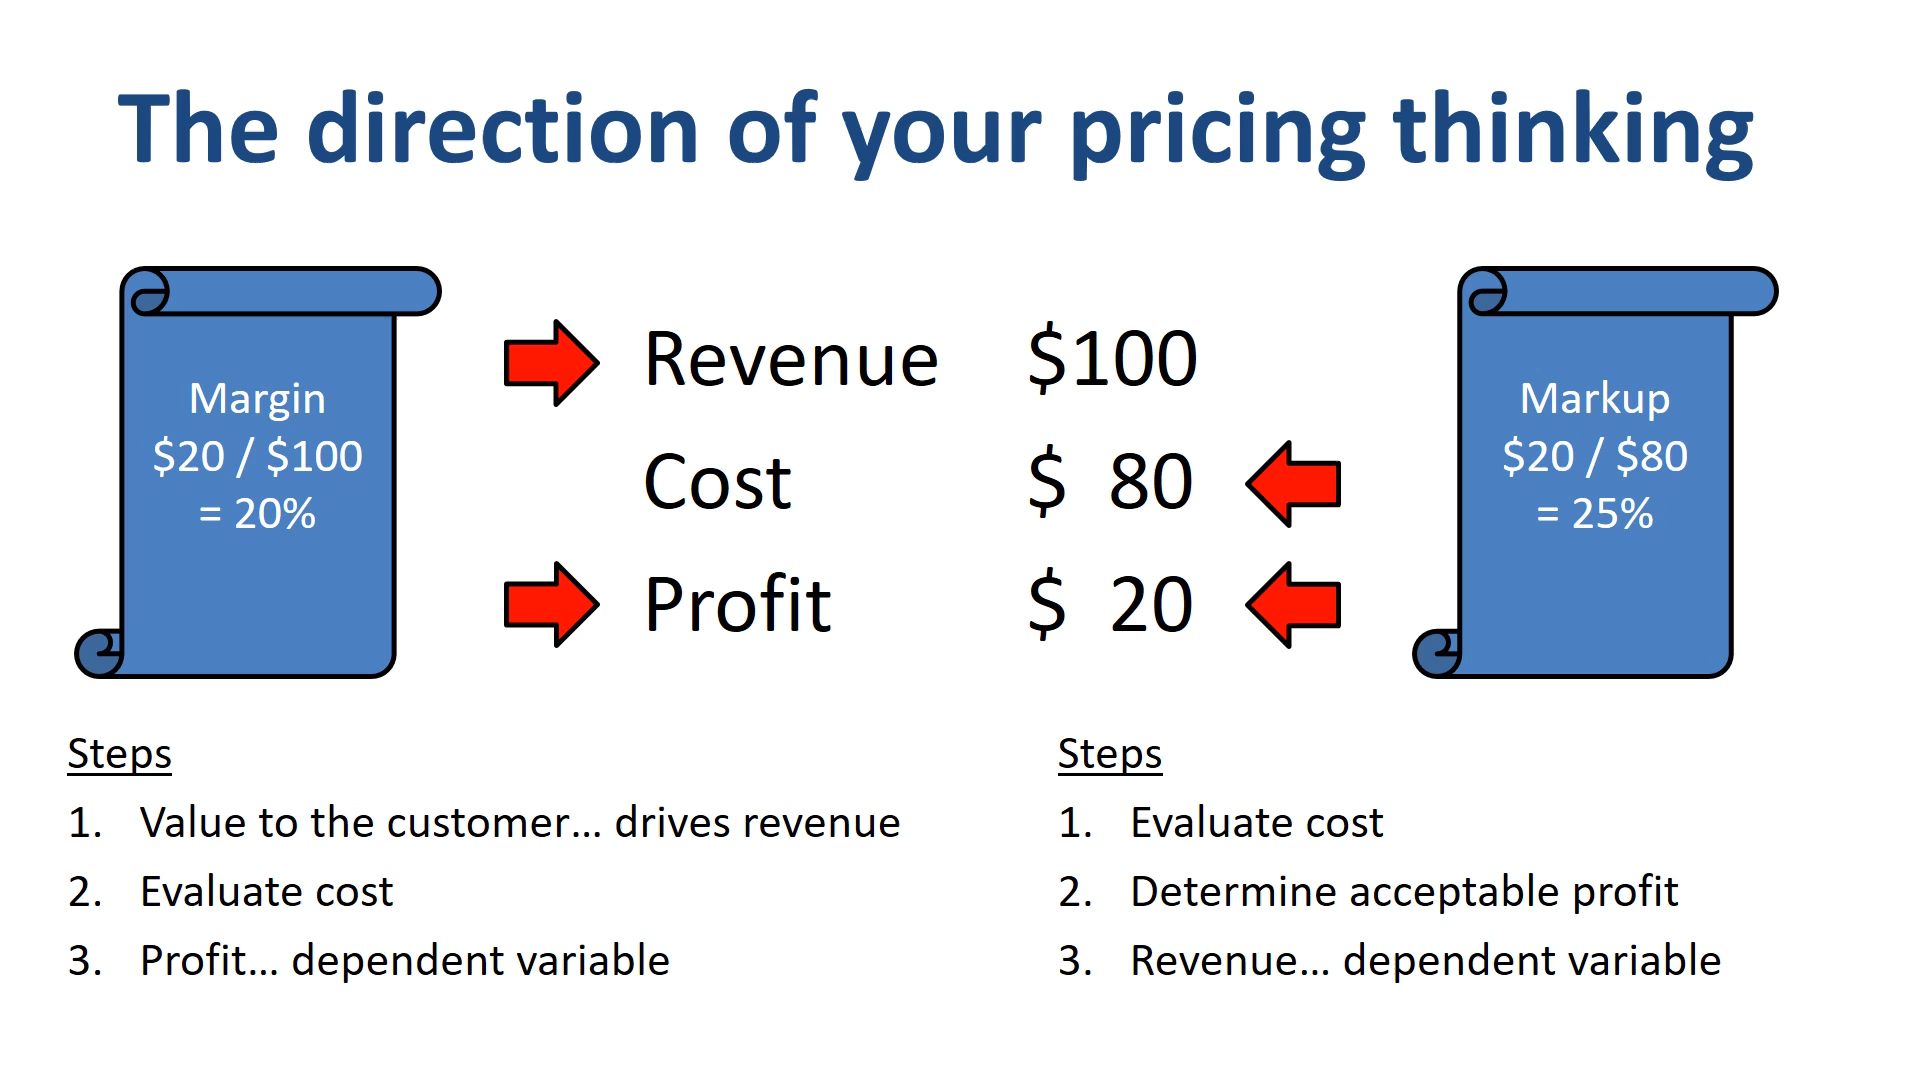 The direction of your pricing thinking
Margin
$20 / $100
= 20%
Revenue $100
Cost $ 80
Profit $ 20
Markup
$20 / $80
= 25%
Steps
1. Value to the customer... drives revenue
2. Evaluate cost
3. Profit... dependent variable
Steps
1. Evaluate cost
2. Determine acceptable profit
3. Revenue... dependent variable